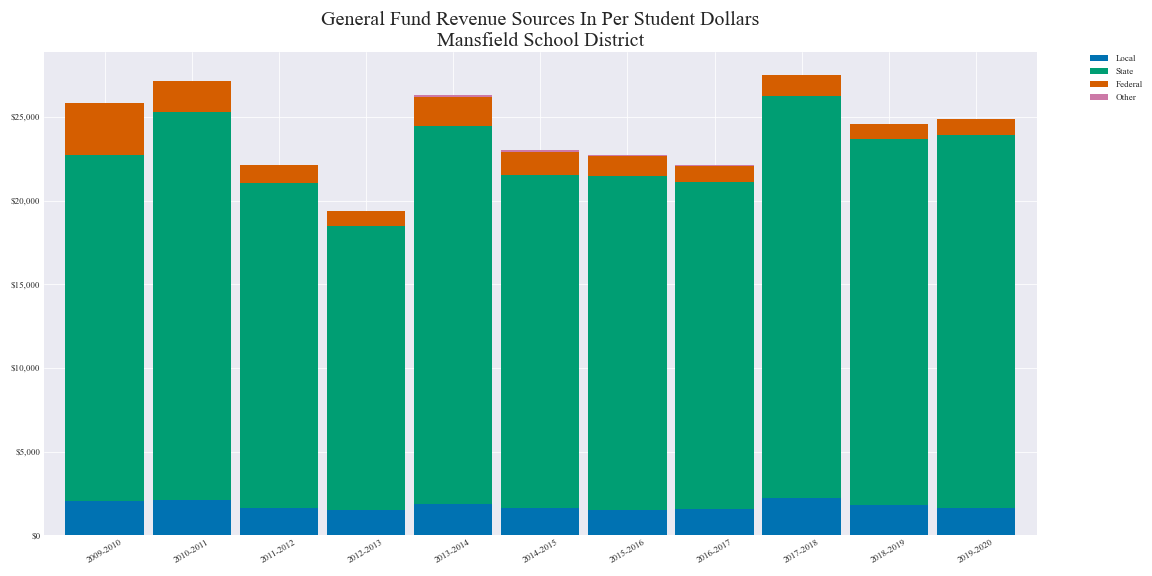 General Fund Revenue Sources In Per Student Dollars
Mansfield School District
Local
State
Federal
Other
$25,000
$20,000
$15,000
$10,000
$5,000
$0
2009-2010
2010-2011
2011-2012
2012-2013
2013-2014
2014-2015
2015-2016
2016-2017
2017-2018
2018-2019
2019-2020